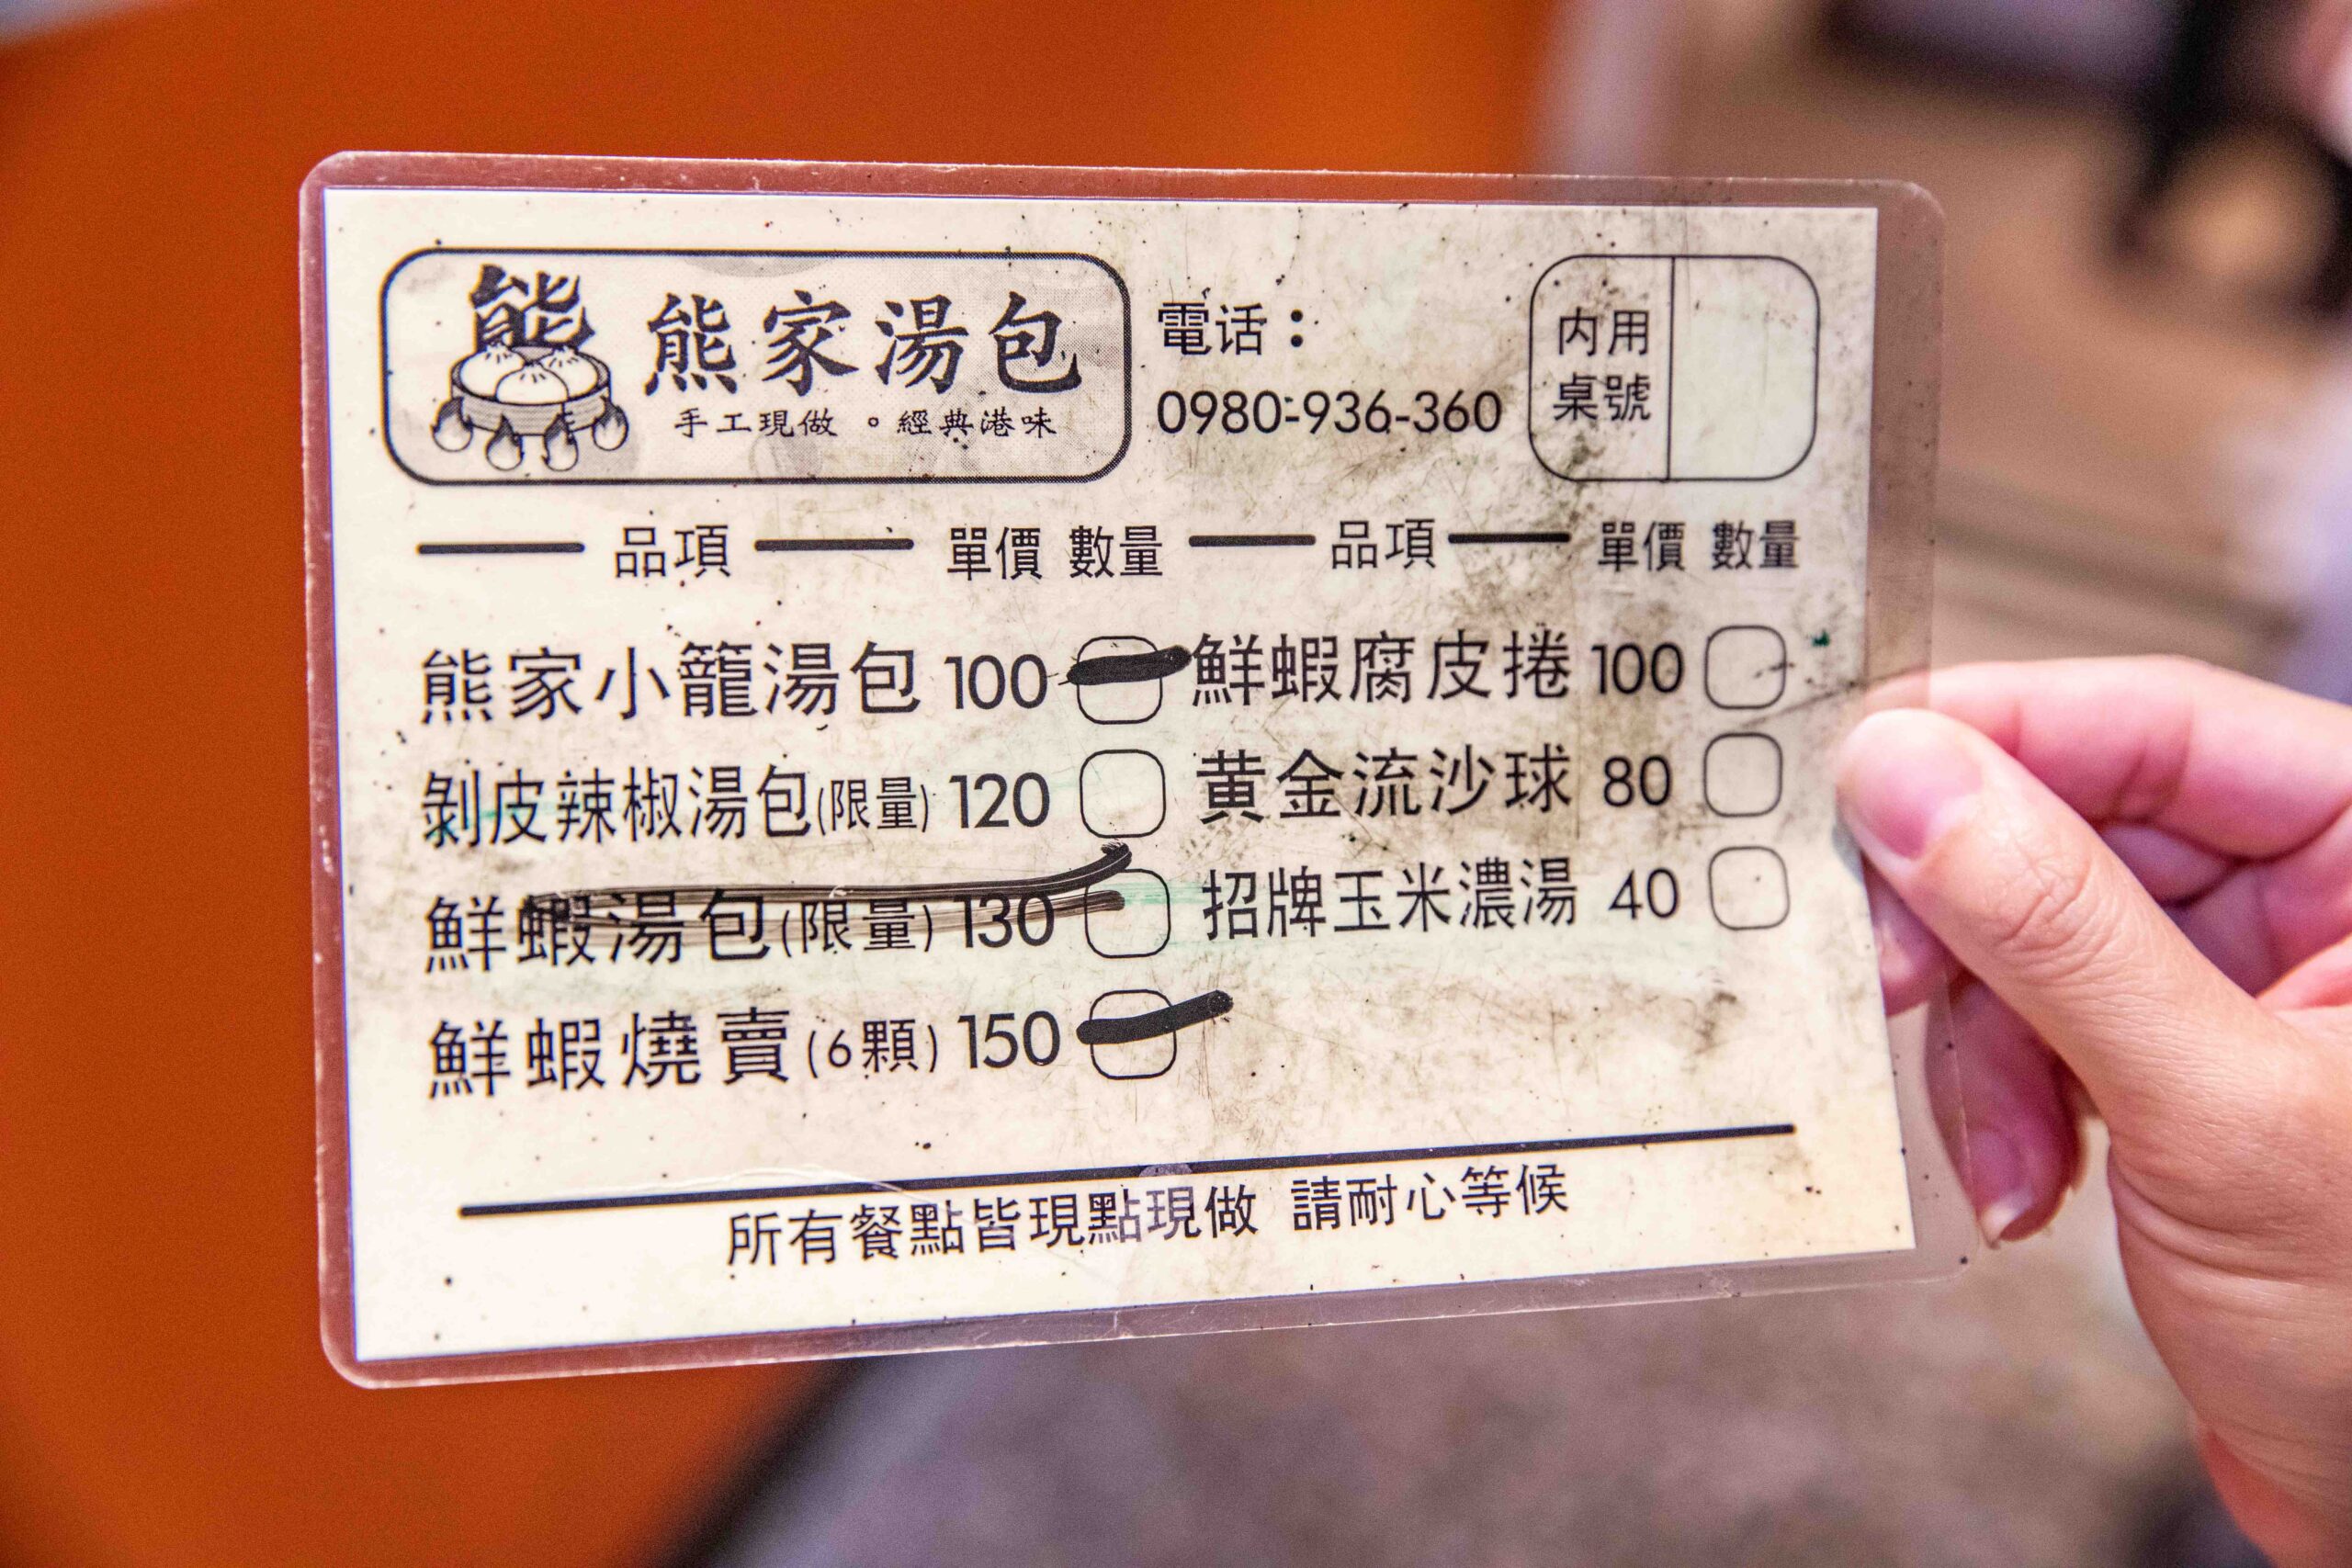 熊
熊家湯包
手工現做 。經典港味
電话：
0980-936-360
内用
桌號
品項 單價 數量 品項 單價 數量
熊家小籠湯包 100
剝皮辣椒湯包(限量) 120
鮮蝦湯包(限量) 130
鮮蝦燒賣(6顆) 150
鮮蝦腐皮捲 100
黄金流沙球 80
招牌玉米濃湯 40
所有餐點皆現點現做 請耐心等候